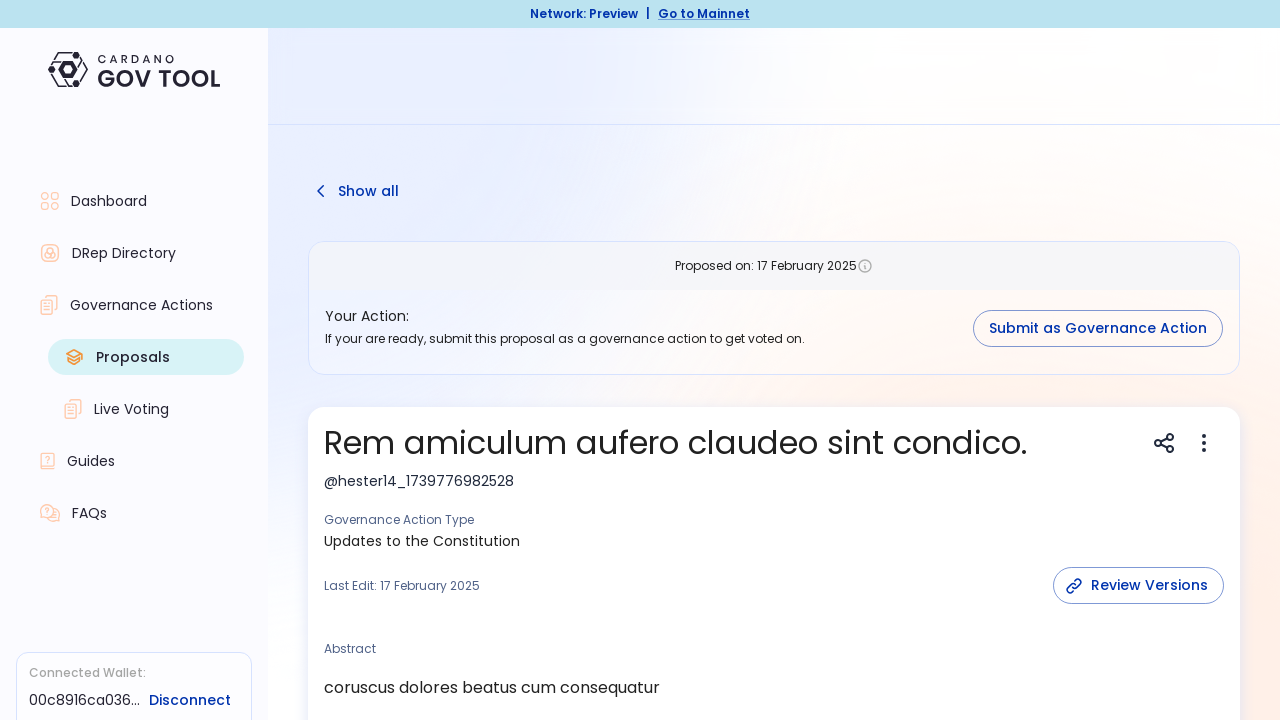 Network: Preview | Go to Mainnet
CARDANO
GOV TOOL
Dashboard
DRep Directory
Governance Actions
Proposals
Live Voting
Guides
FAQs
Connected Wallet:
00c8916ca036... Disconnect
Show all
Proposed on: 17 February 2025
Your Action:
If your are ready, submit this proposal as a governance action to get voted on.
Submit as Governance Action
Rem amiculum aufero claudeo sint condico.
@hester14_1739776982528
Governance Action Type
Updates to the Constitution
Last Edit: 17 February 2025
Review Versions
Abstract
coruscus dolores beatus cum consequatur